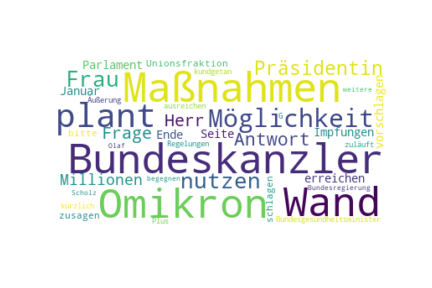 Parlament Unionsfraktion Präsidentin
kundgetan
Frau Maßnahmen weitere
Januar Äußerung ausreichen
plant Herr Möglichkeit vorschlagen
bitte Frage Ende Seite Antwort Impfungen G
Olaf Regelungen zuläuft
Bundeskanzler
Millionen begegnen nutzen schlagen erreichen
Scholz Bundesregierung
kürzlich Omikron Wand
zusagen Plus Bundesgesundheitsminister